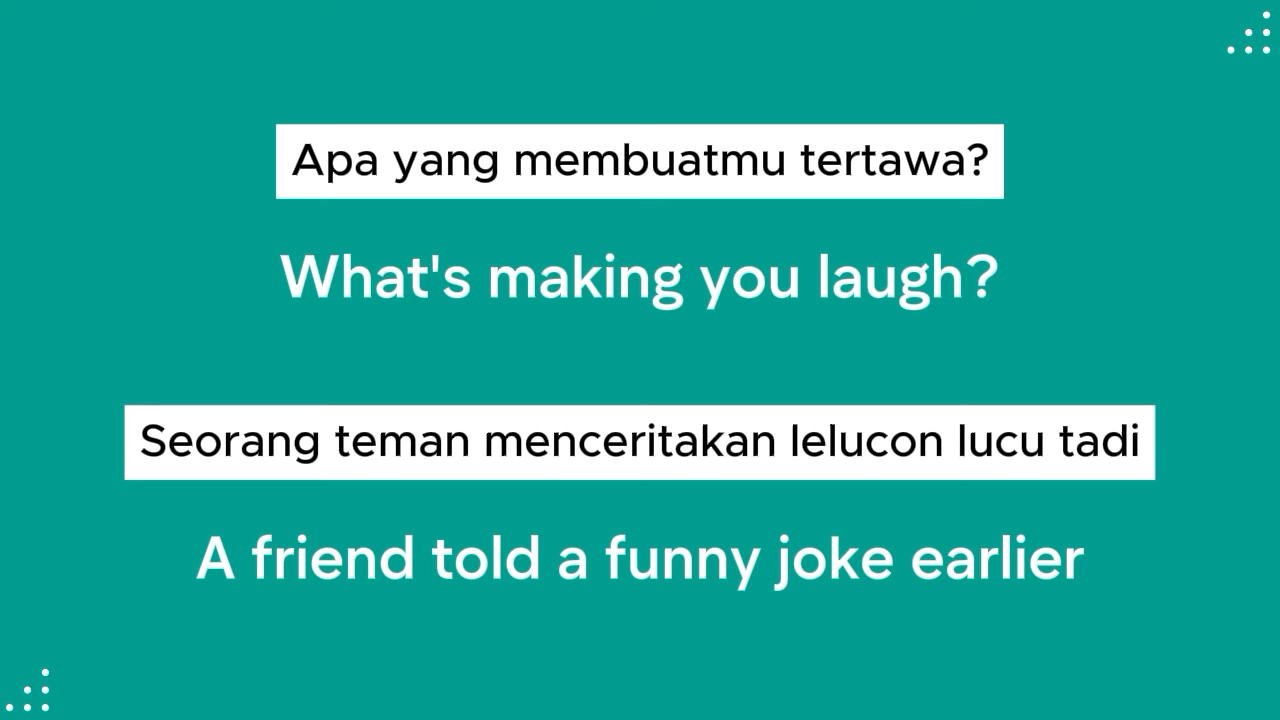 Apa yang membuatmu tertawa?
What's making you laugh?
Seorang teman menceritakan lelucon lucu tadi
A friend told a funny joke earlier